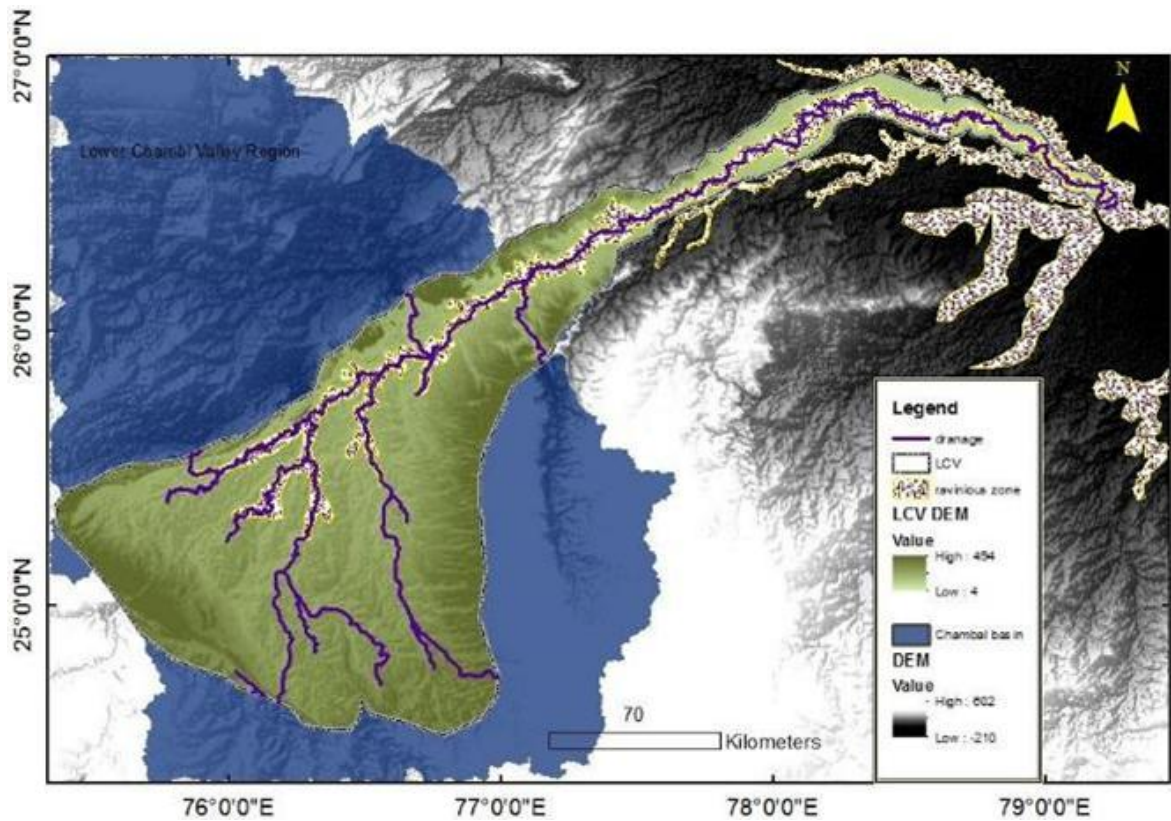 27°0'0"N
N
Lower Chambl Valley Region
26°0'0"N
25°0'0"N
Legend
dranage
LCV
ravinious zone
LCV DEM
Value
High : 494
Low : 4
Chambal basin
DEM
Value
High : 602
Low : -210
70
Kilometers
76°0'0"E
77°0'0"E
78°0'0"E
79°0'0"E